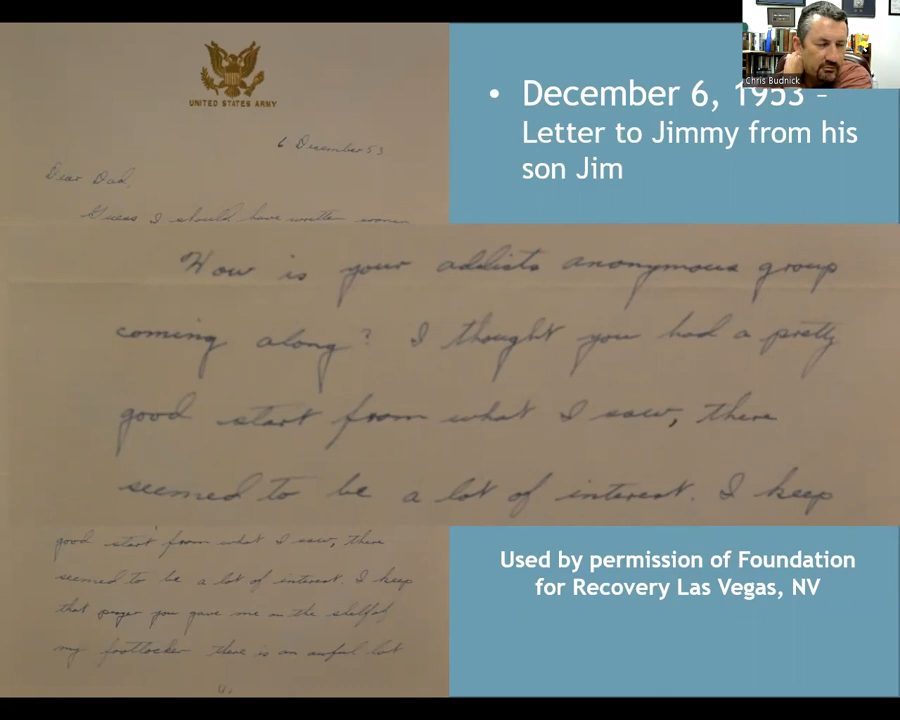 UNITED STATES ARMY
6 December 53
Dear Dad,
Guess I should have written sooner
How is your addicts anonymous group
coming along? I thought you had a pretty
good start from what I saw, there
seemed to be a lot of interest. I keep
good start from what I saw, there
seemed to be a lot of interest. I keep
that prayer you gave me in the shelf of
my footlocker there is an awful lot
• December 6, 1953 –
Letter to Jimmy from his
son Jim
Used by permission of Foundation
for Recovery Las Vegas, NV
Chris Budnick